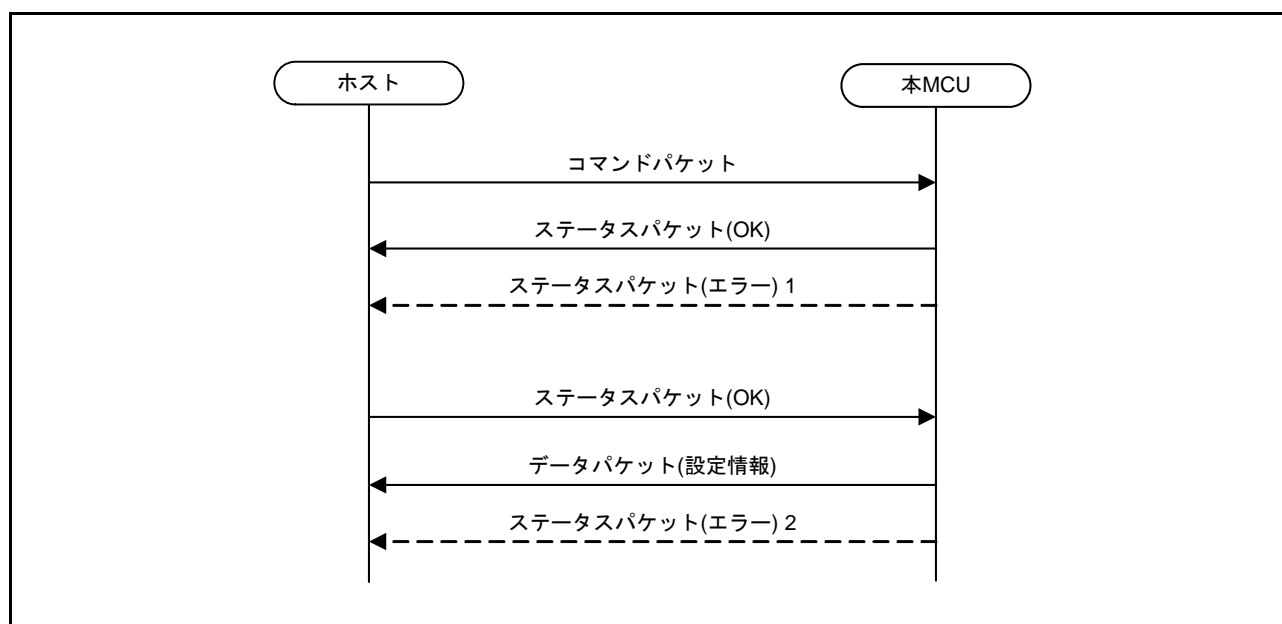 ホスト
本MCU
コマンドパケット
ステータスパケット(OK)
ステータスパケット(エラー) 1
ステータスパケット(OK)
データパケット(設定情報)
ステータスパケット(エラー) 2